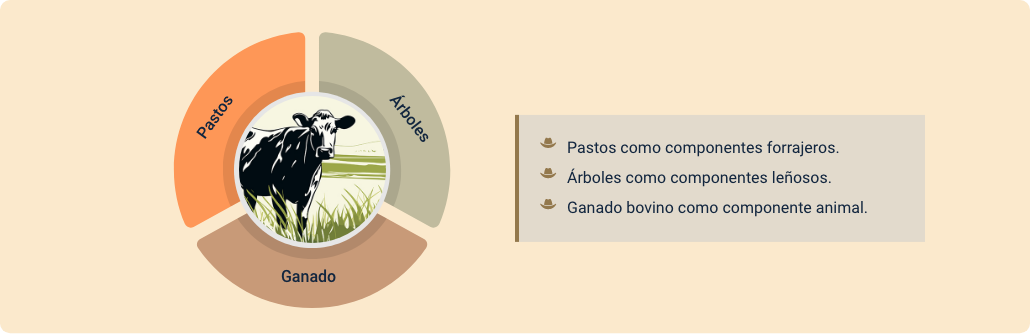 Pastos
Árboles
Ganado
Pastos como componentes forrajeros.
Árboles como componentes leñosos.
Ganado bovino como componente animal.